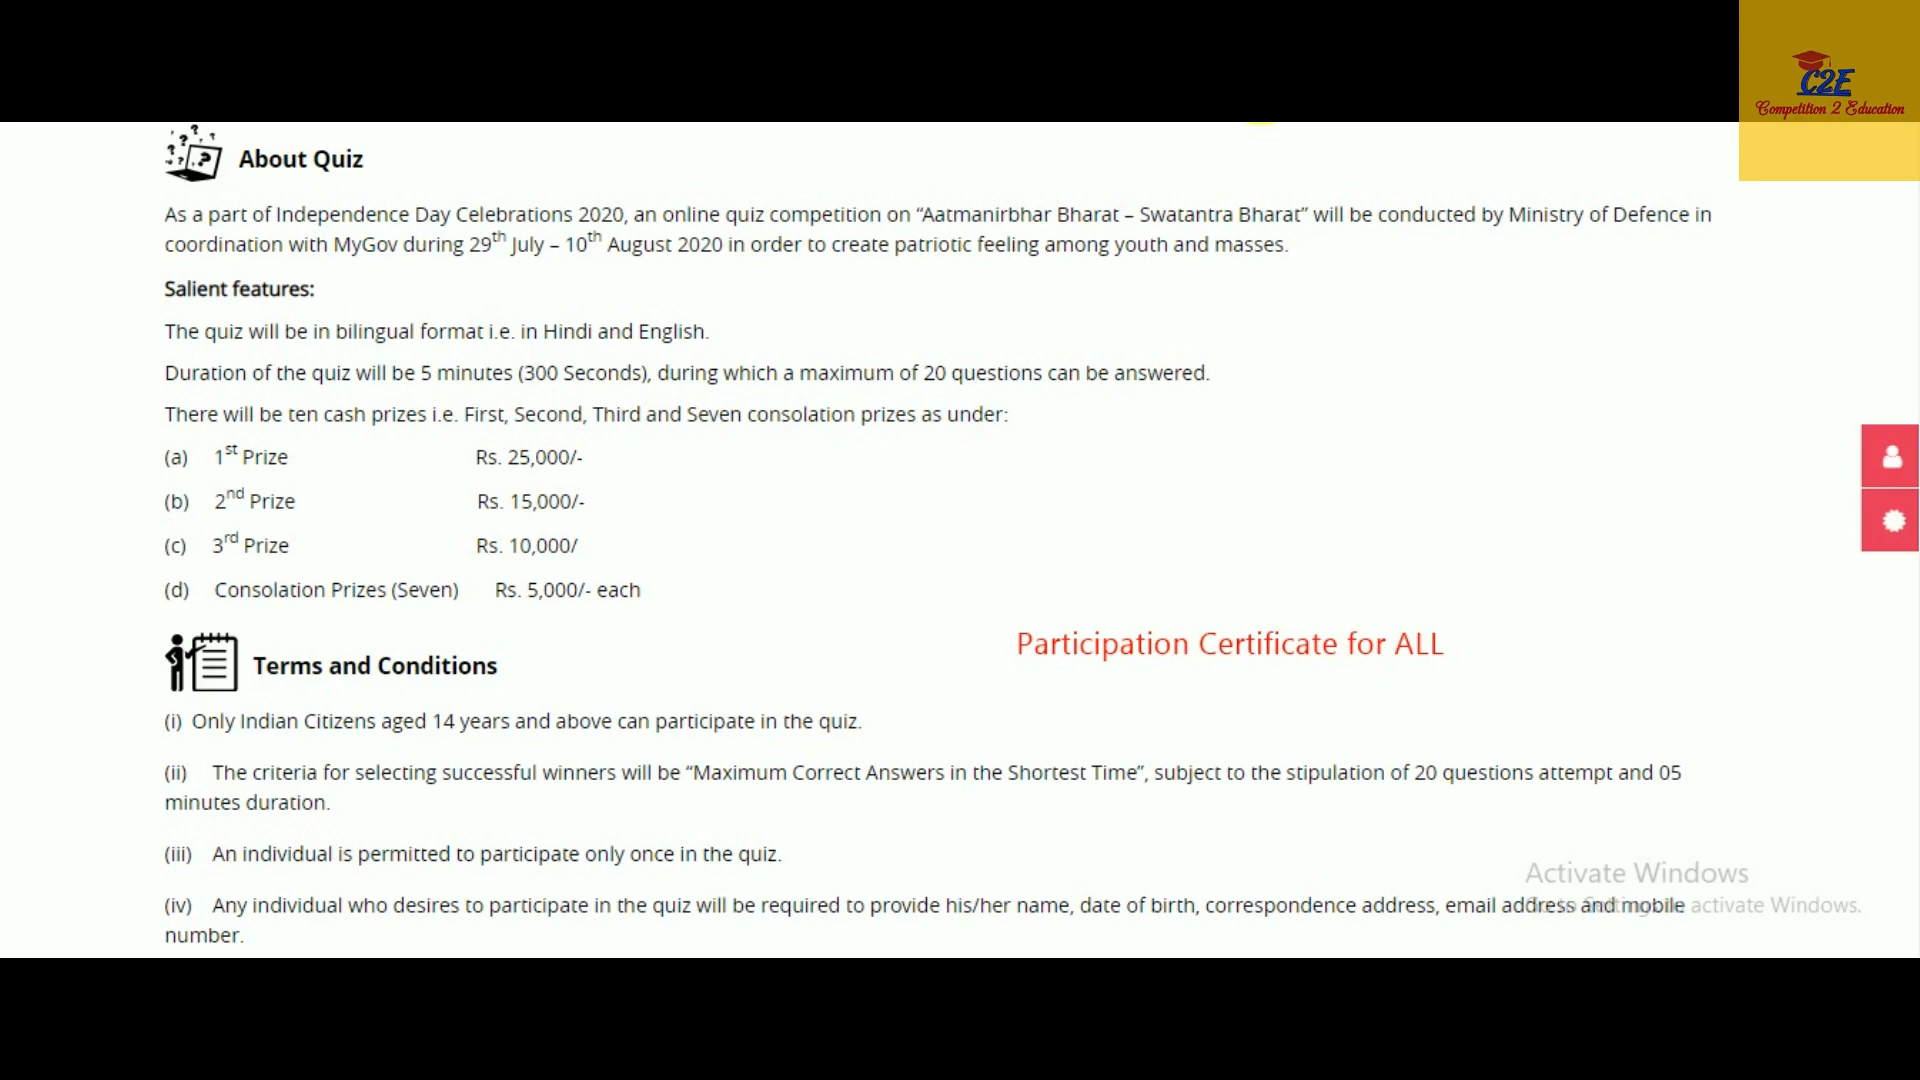 C2E
Competition 2 Education
About Quiz
As a part of Independence Day Celebrations 2020, an online quiz competition on “Aatmanirbhar Bharat – Swatantra Bharat” will be conducted by Ministry of Defence in
coordination with MyGov during 29th July – 10th August 2020 in order to create patriotic feeling among youth and masses.
Salient features:
The quiz will be in bilingual format i.e. in Hindi and English.
Duration of the quiz will be 5 minutes (300 Seconds), during which a maximum of 20 questions can be answered.
There will be ten cash prizes i.e. First, Second, Third and Seven consolation prizes as under:
(a) 1st Prize Rs. 25,000/-
(b) 2nd Prize Rs. 15,000/-
(c) 3rd Prize Rs. 10,000/
(d) Consolation Prizes (Seven) Rs. 5,000/- each
Participation Certificate for ALL
Terms and Conditions
(i) Only Indian Citizens aged 14 years and above can participate in the quiz.
(ii) The criteria for selecting successful winners will be “Maximum Correct Answers in the Shortest Time”, subject to the stipulation of 20 questions attempt and 05
minutes duration.
(iii) An individual is permitted to participate only once in the quiz.
Activate Windows
(iv) Any individual who desires to participate in the quiz will be required to provide his/her name, date of birth, correspondence address, email address and mobile
Go to Settings to activate Windows.
number.